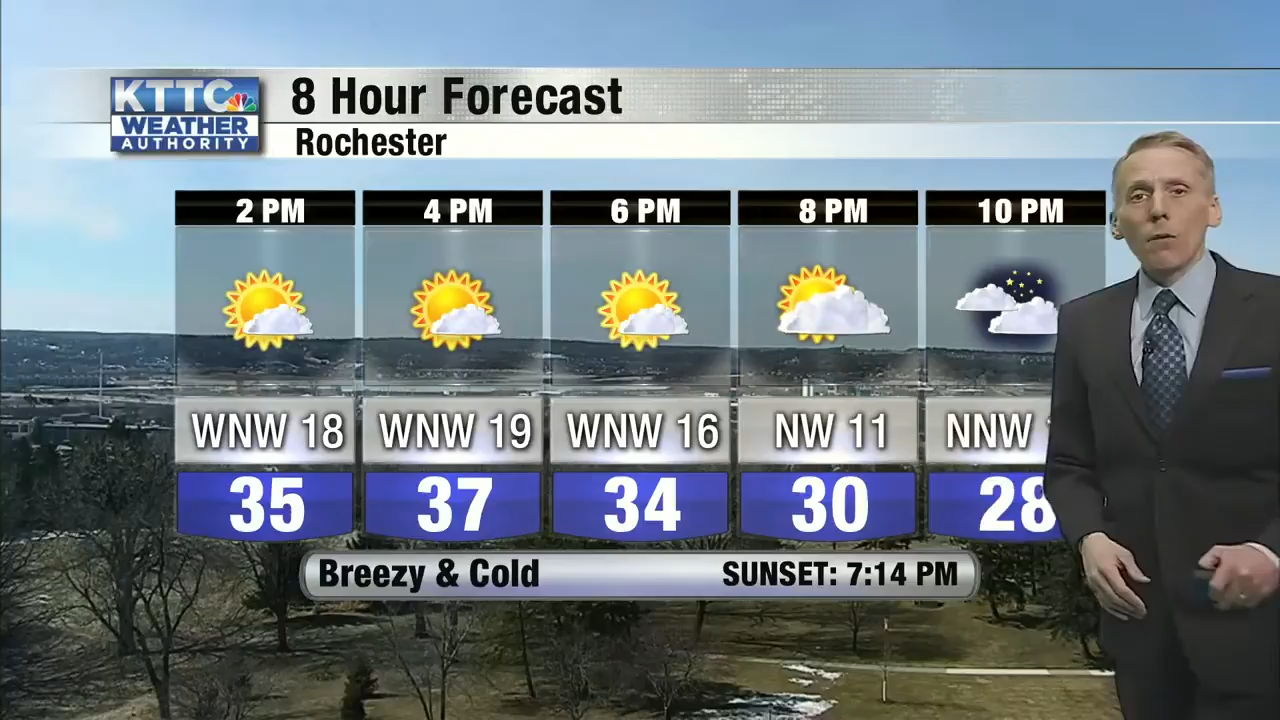 KTTC
WEATHER
AUTHORITY
8 Hour Forecast
Rochester
2 PM 4 PM 6 PM 8 PM 10 PM
WNW 18 WNW 19 WNW 16 NW 11 NNW
35 37 34 30 28
Breezy & Cold SUNSET: 7:14 PM